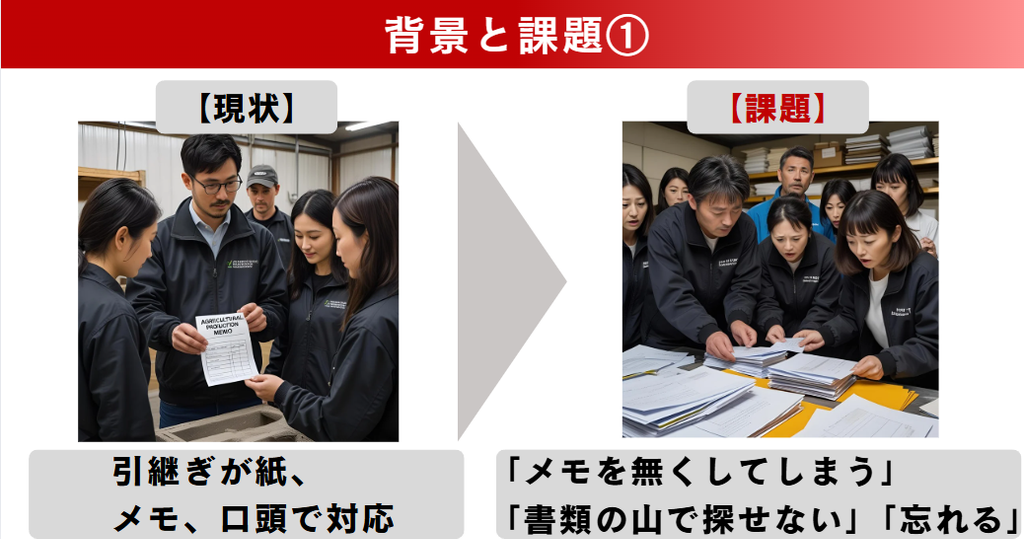 背景と課題①
【現状】
【課題】
AGRICULTURAL
PRODUCTION
MEMO
引継ぎが紙、
メモ、口頭で対応
「メモを無くしてしまう」
「書類の山で探せない」「忘れる」